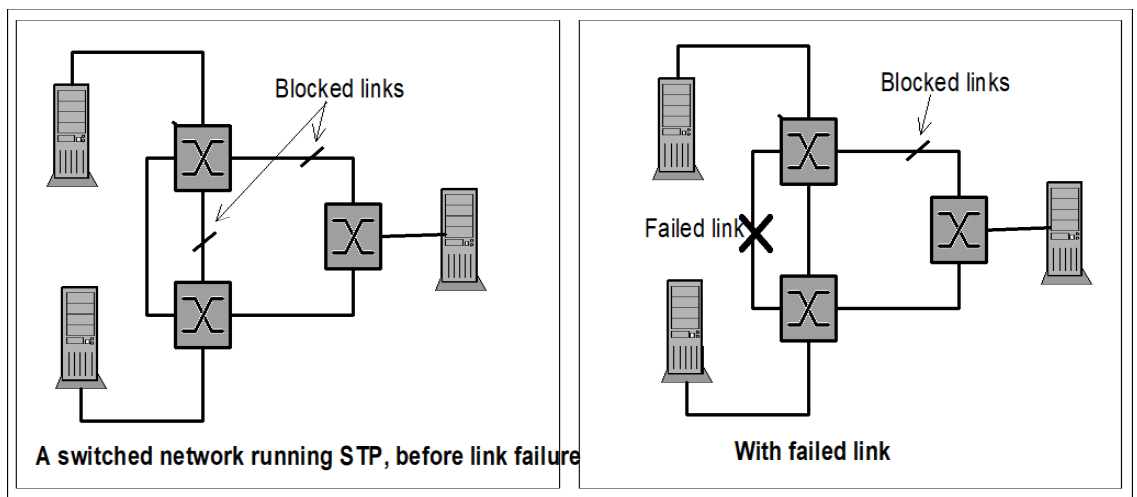 Blocked links
A switched network running STP, before link failure
Blocked links
Failed link
With failed link